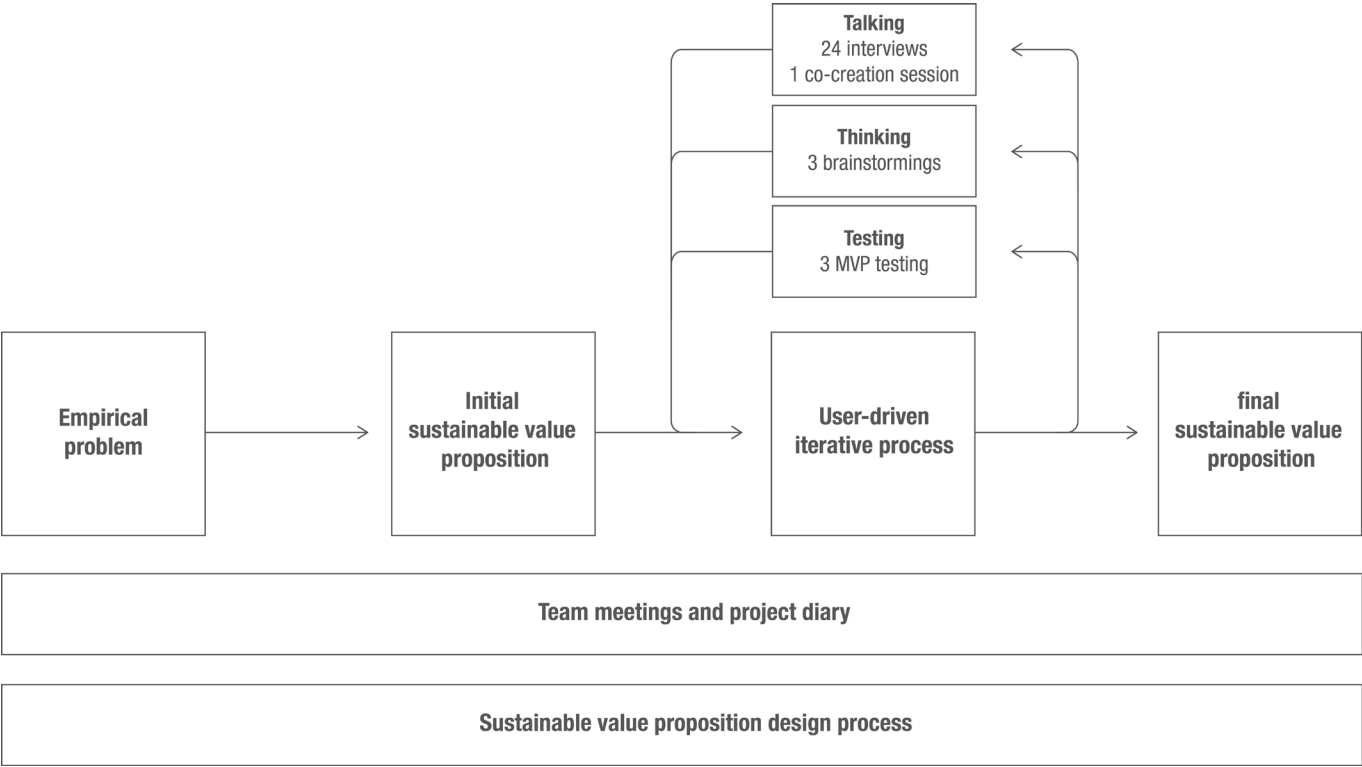 Talking
24 interviews
1 co-creation session
Thinking
3 brainstormings
Testing
3 MVP testing
Empirical
problem
Initial
sustainable value
proposition
User-driven
iterative process
final
sustainable value
proposition
Team meetings and project diary
Sustainable value proposition design process